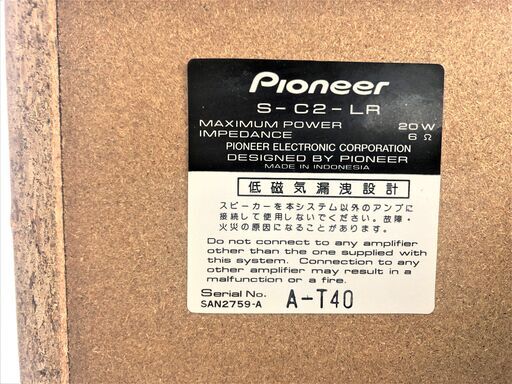 Pioneer
S-C2-LR
MAXIMUM POWER 20W
IMPEDANCE 6Ω
PIONEER ELECTRONIC CORPORATION
DESIGNED BY PIONEER
MADE IN INDONESIA
低磁気漏洩設計
スピーカーを本システム以外のアンプに
接続して使用しないでください。故障・
火災の原因になることがあります。
Do not connect to any amplifier
other than the one supplied with
this system. Connection to any
other amplifier may result in a
malfunction or a fire.
Serial No. A-T40
SAN2759-A